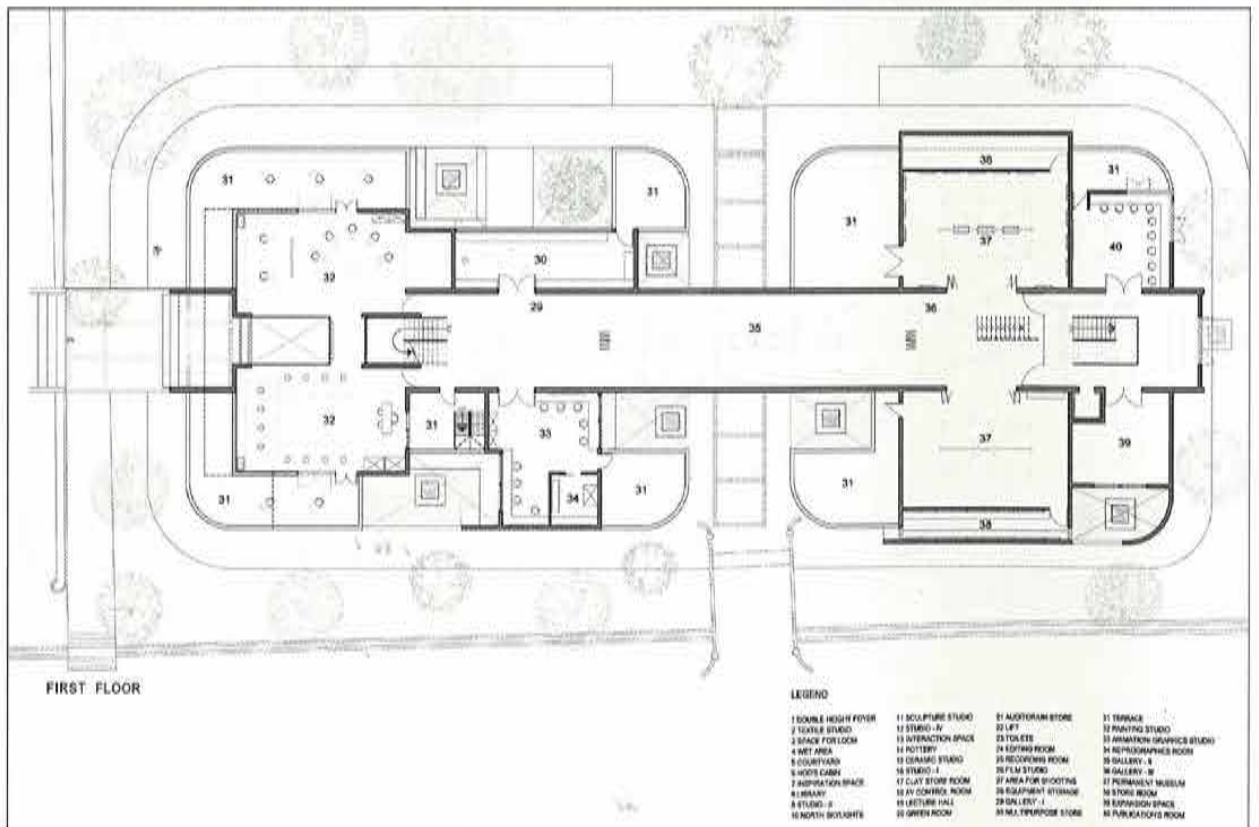 31
31
31
38
31
40
37
30
32
29
35
36
32
31
33
37
39
31
34
31
31
38
FIRST FLOOR
LEGEND
1 DOUBLE HEIGHT FOYER
2 TEXTILE STUDIO
3 SPACE FOR LOOM
4 WET AREA
5 COURTYARD
6 HOD'S CABIN
7 INSPIRATION SPACE
8 LIBRARY
9 STUDIO - II
10 NORTH SKYLIGHTS
11 SCULPTURE STUDIO
12 STUDIO - IV
13 INTERACTION SPACE
14 POTTERY
15 CERAMIC STUDIO
16 STUDIO - I
17 CLAY STORE ROOM
18 AV CONTROL ROOM
19 LECTURE HALL
20 GREEN ROOM
21 AUDITORIUM STORE
22 LIFT
23 TOILETS
24 EDITING ROOM
25 RECORDING ROOM
26 FILM STUDIO
27 AREA FOR SHOOTING
28 EQUIPMENT STORAGE
29 GALLERY - I
30 MULTIPURPOSE STORE
31 TERRACE
32 PAINTING STUDIO
33 ANIMATION/GRAPHICS STUDIO
34 REPROGRAPHICS ROOM
35 GALLERY - II
36 GALLERY - III
37 PERMANENT MUSEUM
38 STORE ROOM
39 EXPANSION SPACE
40 PUBLICATIONS ROOM